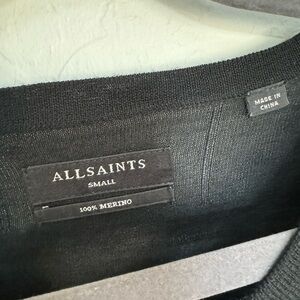 ALLSAINTS
SMALL
100% MERINO
MADE IN
CHINA